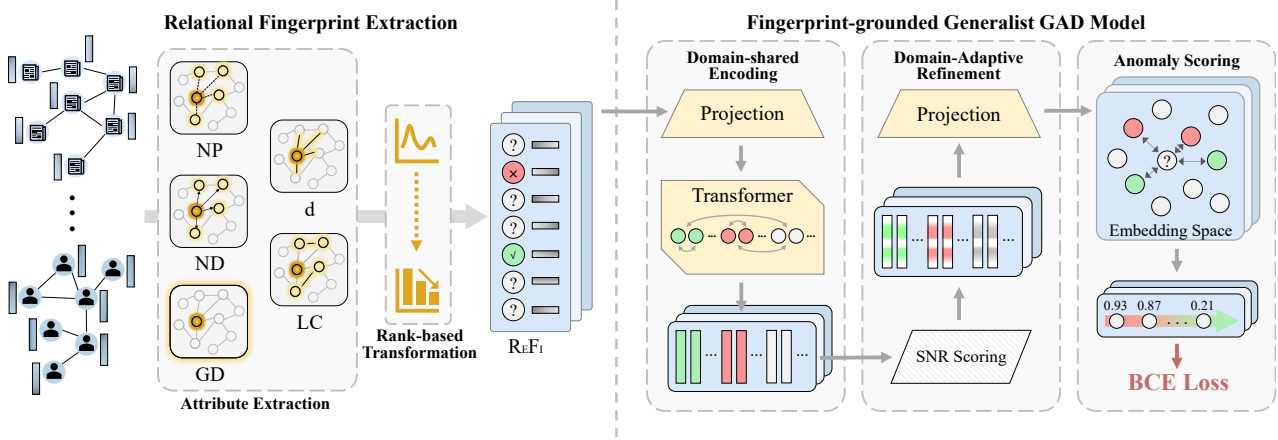 Relational Fingerprint Extraction
NP
ND
GD
d
LC
Attribute Extraction
Rank-based
Transformation
?
×
?
?
√
?
?
REFI
Fingerprint-grounded Generalist GAD Model
Domain-shared
Encoding
Projection
Transformer
... ... ...
... ...
Domain-Adaptive
Refinement
Projection
... ...
SNR Scoring
Anomaly Scoring
?
Embedding Space
0.93 0.87 0.21
...
BCE Loss